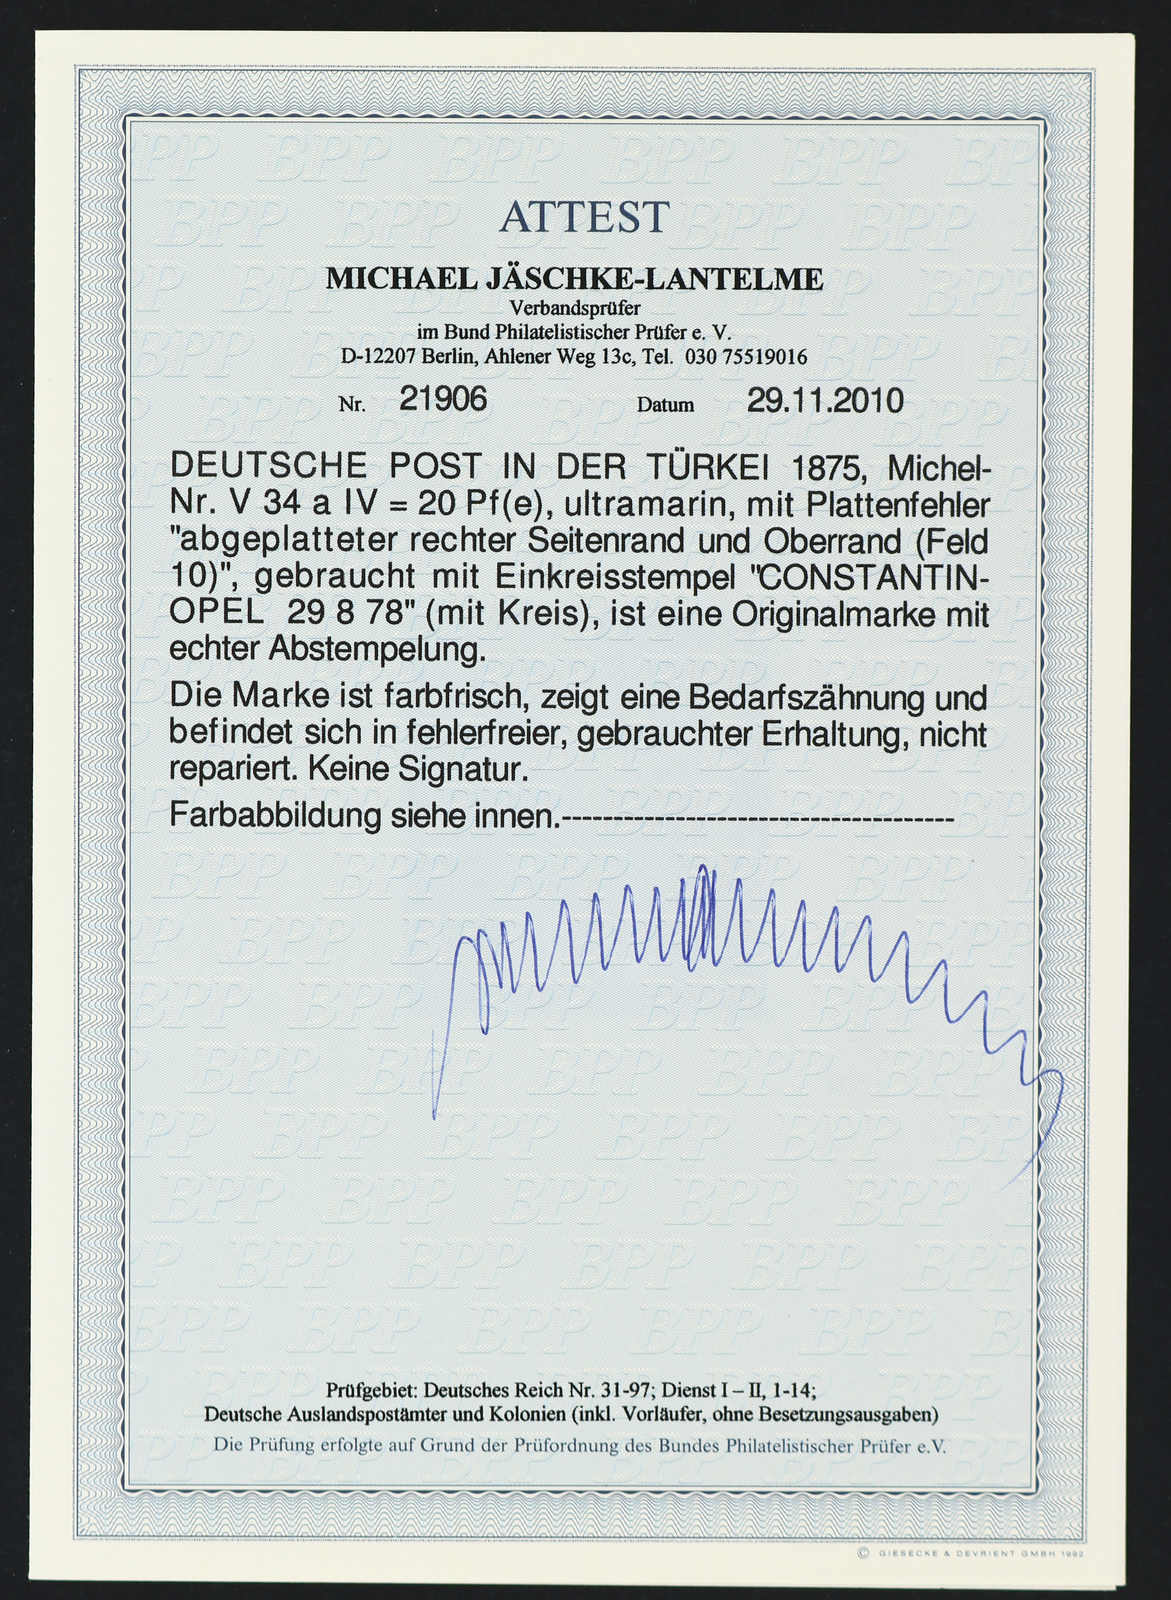 ATTEST
MICHAEL JÄSCHKE-LANTELME
Verbandsprüfer
im Bund Philatelistischer Prüfer e. V.
D-12207 Berlin, Ahlener Weg 13c, Tel. 030 75519016
Nr. 21906 Datum 29.11.2010
DEUTSCHE POST IN DER TÜRKEI 1875, Michel-
Nr. V 34 a IV = 20 Pf(e), ultramarin, mit Plattenfehler
"abgeplatteter rechter Seitenrand und Oberrand (Feld
10)", gebraucht mit Einkreisstempel "CONSTANTIN-
OPEL 29 8 78" (mit Kreis), ist eine Originalmarke mit
echter Abstempelung.
Die Marke ist farbfrisch, zeigt eine Bedarfszähnung und
befindet sich in fehlerfreier, gebrauchter Erhaltung, nicht
repariert. Keine Signatur.
Farbabbildung siehe innen.--------------------------------------
Prüfgebiet: Deutsches Reich Nr. 31-97; Dienst I – II, 1-14;
Deutsche Auslandspostämter und Kolonien (inkl. Vorläufer, ohne Besetzungsausgaben)
Die Prüfung erfolgte auf Grund der Prüfordnung des Bundes Philatelistischer Prüfer e.V.
© GIESECKE & DEVRIENT GMBH 1992